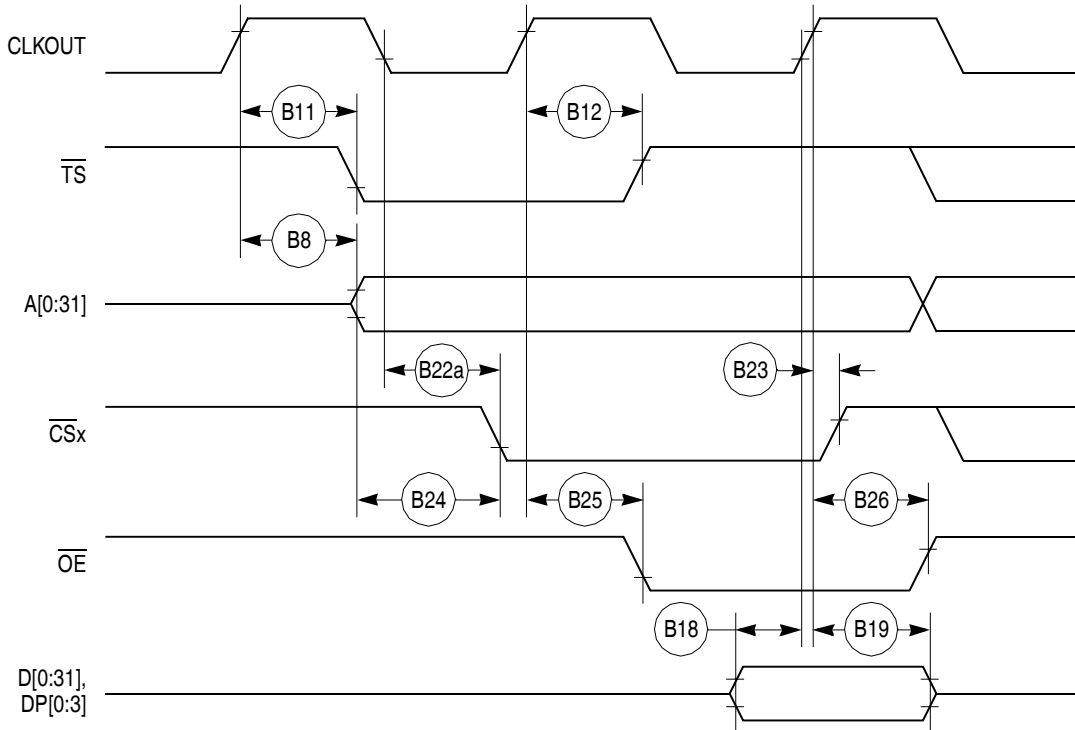 CLKOUT
B11
B12
TS
B8
A[0:31]
B22a
B23
CSx
B24
B25
B26
OE
B18
B19
D[0:31],
DP[0:3]